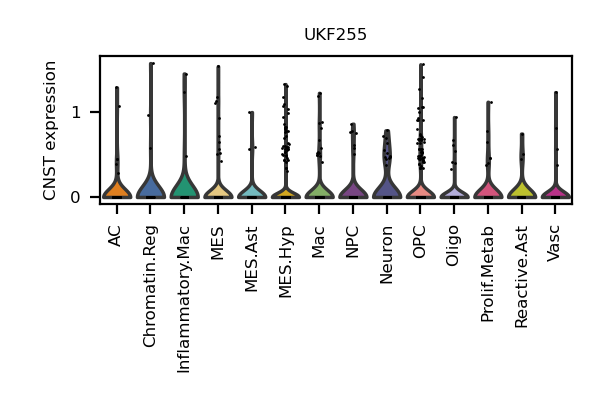 UKF255
CNST expression
1
0
AC
Chromatin.Reg
Inflammatory.Mac
MES
MES.Ast
MES.Hyp
Mac
NPC
Neuron
OPC
Oligo
Prolif.Metab
Reactive.Ast
Vasc